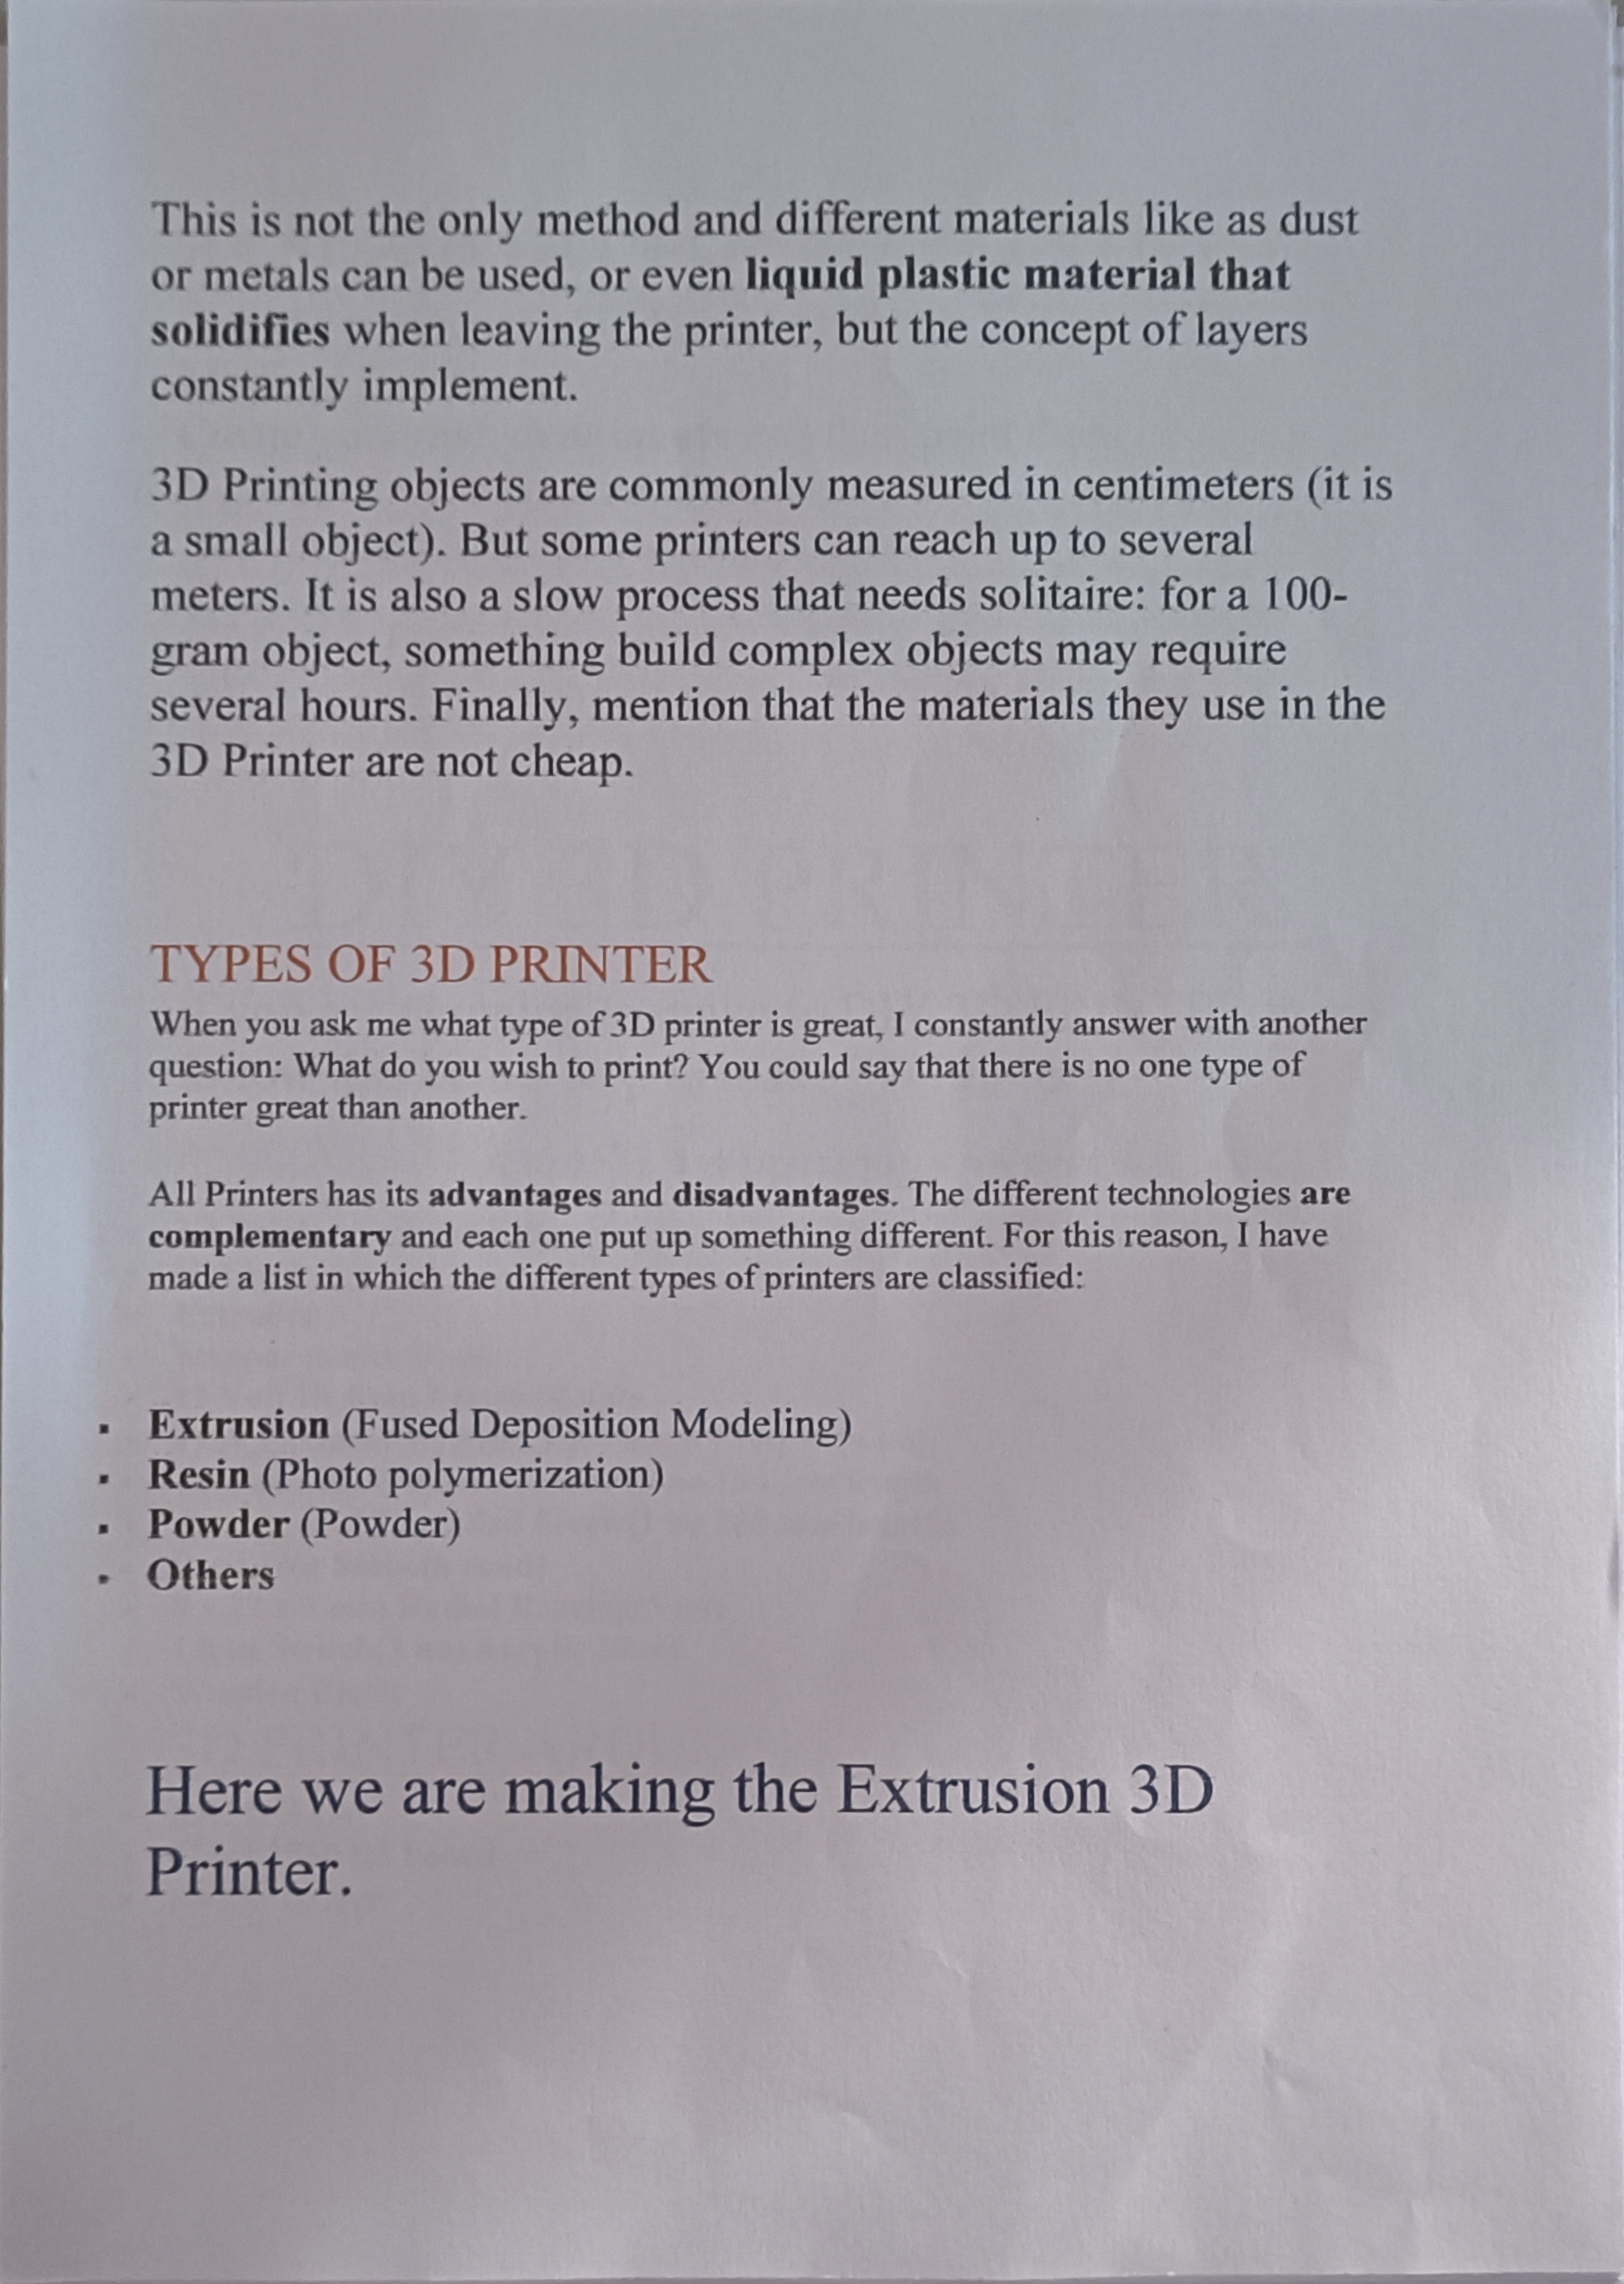 This is not the only method and different materials like as dust
or metals can be used, or even liquid plastic material that
solidifies when leaving the printer, but the concept of layers
constantly implement.
3D Printing objects are commonly measured in centimeters (it is
a small object). But some printers can reach up to several
meters. It is also a slow process that needs solitaire: for a 100-
gram object, something build complex objects may require
several hours. Finally, mention that the materials they use in the
3D Printer are not cheap.
TYPES OF 3D PRINTER
When you ask me what type of 3D printer is great, I constantly answer with another
question: What do you wish to print? You could say that there is no one type of
printer great than another.
All Printers has its advantages and disadvantages. The different technologies are
complementary and each one put up something different. For this reason, I have
made a list in which the different types of printers are classified:
▪ Extrusion (Fused Deposition Modeling)
▪ Resin (Photo polymerization)
▪ Powder (Powder)
▪ Others
Here we are making the Extrusion 3D
Printer.